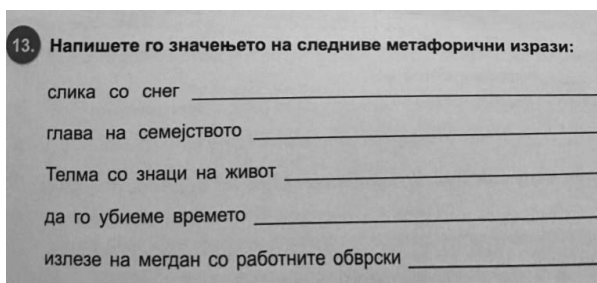 13. Напишете го значењето на следниве метафорични изрази:
слика со снег
глава на семејството
Телма со знаци на живот
да го убиеме времето
излезе на мегдан со работните обврски